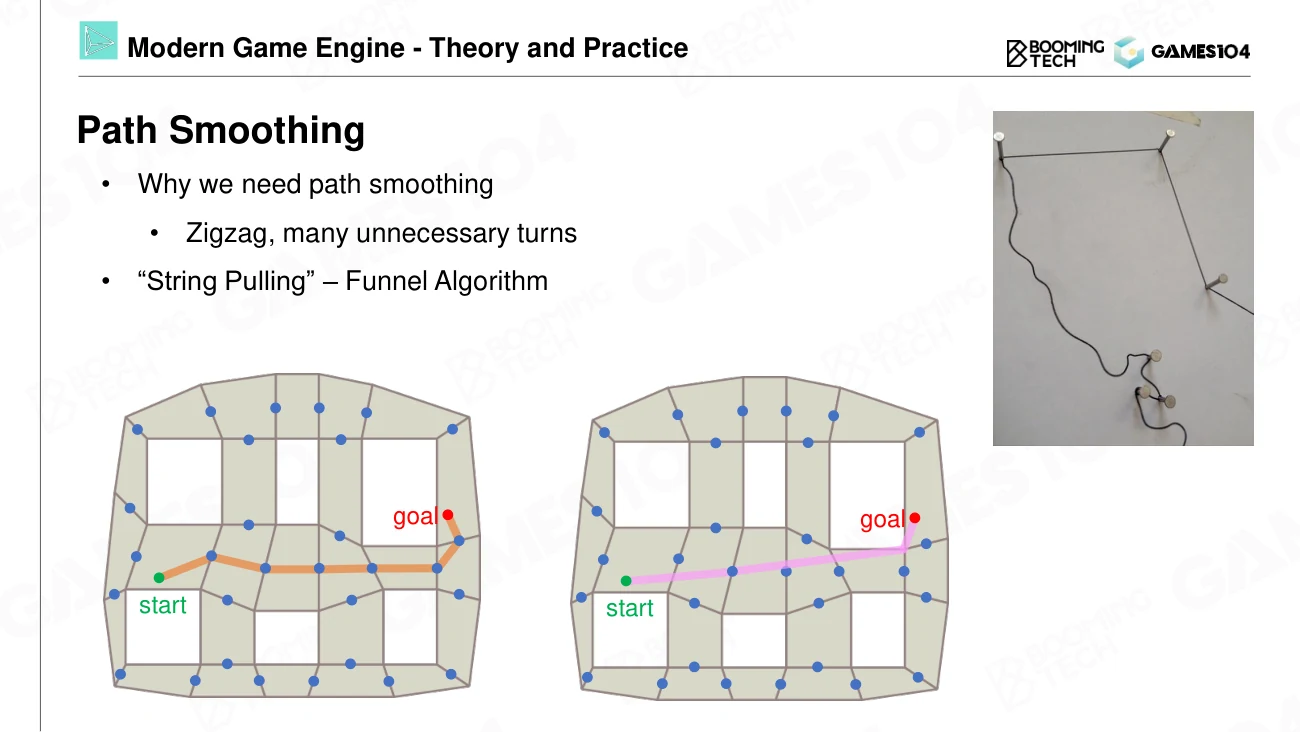 Modern Game Engine - Theory and Practice
BOOMING
TECH
GAMES104
Path Smoothing
• Why we need path smoothing
• Zigzag, many unnecessary turns
• “String Pulling” – Funnel Algorithm
goal
start
goal
start